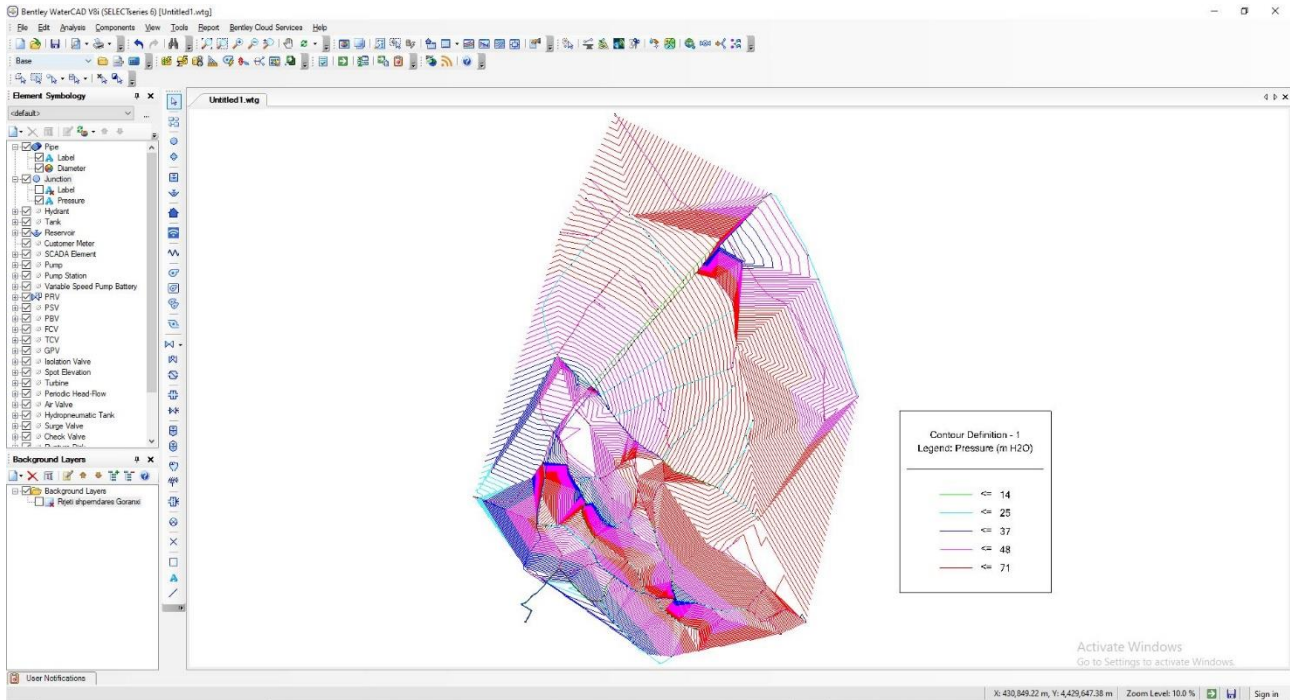 Bentley WaterCAD V8i (SELECTseries 6) [Untitled1.wtg]
File Edit Analysis Components View Tools Report Bentley Cloud Services Help
Base
Element Symbology
<default>
Pipe
Label
Diameter
Junction
Label
Pressure
Hydrant
Tank
Reservoir
Customer Meter
SCADA Element
Pump
Pump Station
Variable Speed Pump Battery
PRV
PSV
PBV
FCV
TCV
GPV
Isolation Valve
Spot Elevation
Turbine
Periodic Head-Flow
Air Valve
Hydropneumatic Tank
Surge Valve
Check Valve
Background Layers
Background Layers
Rrjeti shperndares Goranxi
User Notifications
Untitled1.wtg
Contour Definition - 1
Legend: Pressure (m H2O)
<= 14
<= 25
<= 37
<= 48
<= 71
Activate Windows
Go to Settings to activate Windows.
X: 430,849.22 m, Y: 4,429,647.38 m Zoom Level: 10.0 % Sign in